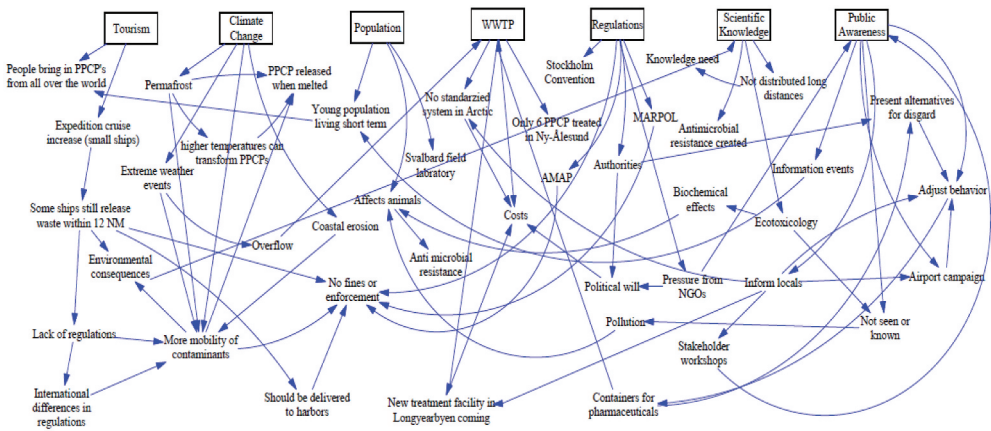 Tourism
Climate
Change
Population
WWTP
Regulations
Scientific
Knowledge
Public
Awareness
People bring in PPCP's
from all over the world
Permafrost
PPCP released
when melted
Stockholm
Convention
Knowledge need
Not distributed long
distances
Young population
living short term
No standarzied
system in Arctic
Only 6 PPCP treated
in Ny-Ålesund
MARPOL
Present alternatives
for disgard
Expedition cruise
increase (small ships)
higher temperatures can
transform PPCPs
Antimicrobial
resistance created
Extreme weather
events
Svalbard field
labratory
AMAP
Authorities
Information events
Some ships still release
waste within 12 NM
Affects animals
Biochemical
effects
Adjust behavior
Coastal erosion
Costs
Ecotoxicology
Overflow
Environmental
consequences
Anti microbial
resistance
No fines or
enforcement
Political will
Pressure from
NGOs
Inform locals
Airport campaign
Lack of regulations
More mobility of
contaminants
Pollution
Not seen or
known
Stakeholder
workshops
International
differences in
regulations
Should be delivered
to harbors
New treatment facility in
Longyearbyen coming
Containers for
pharmaceuticals